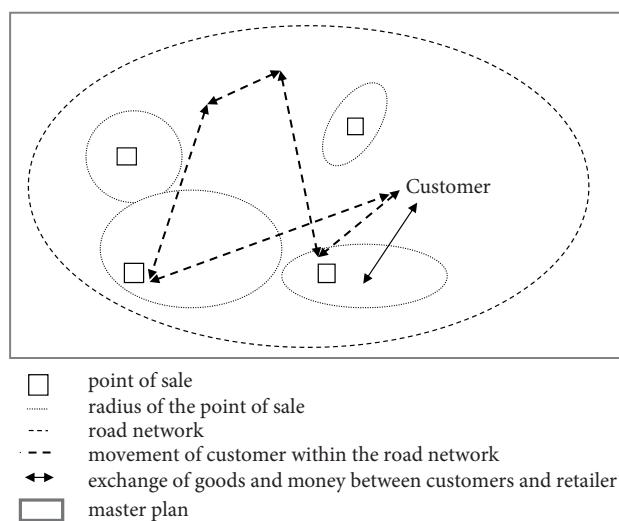 Customer
point of sale
radius of the point of sale
road network
movement of customer within the road network
exchange of goods and money between customers and retailer
master plan